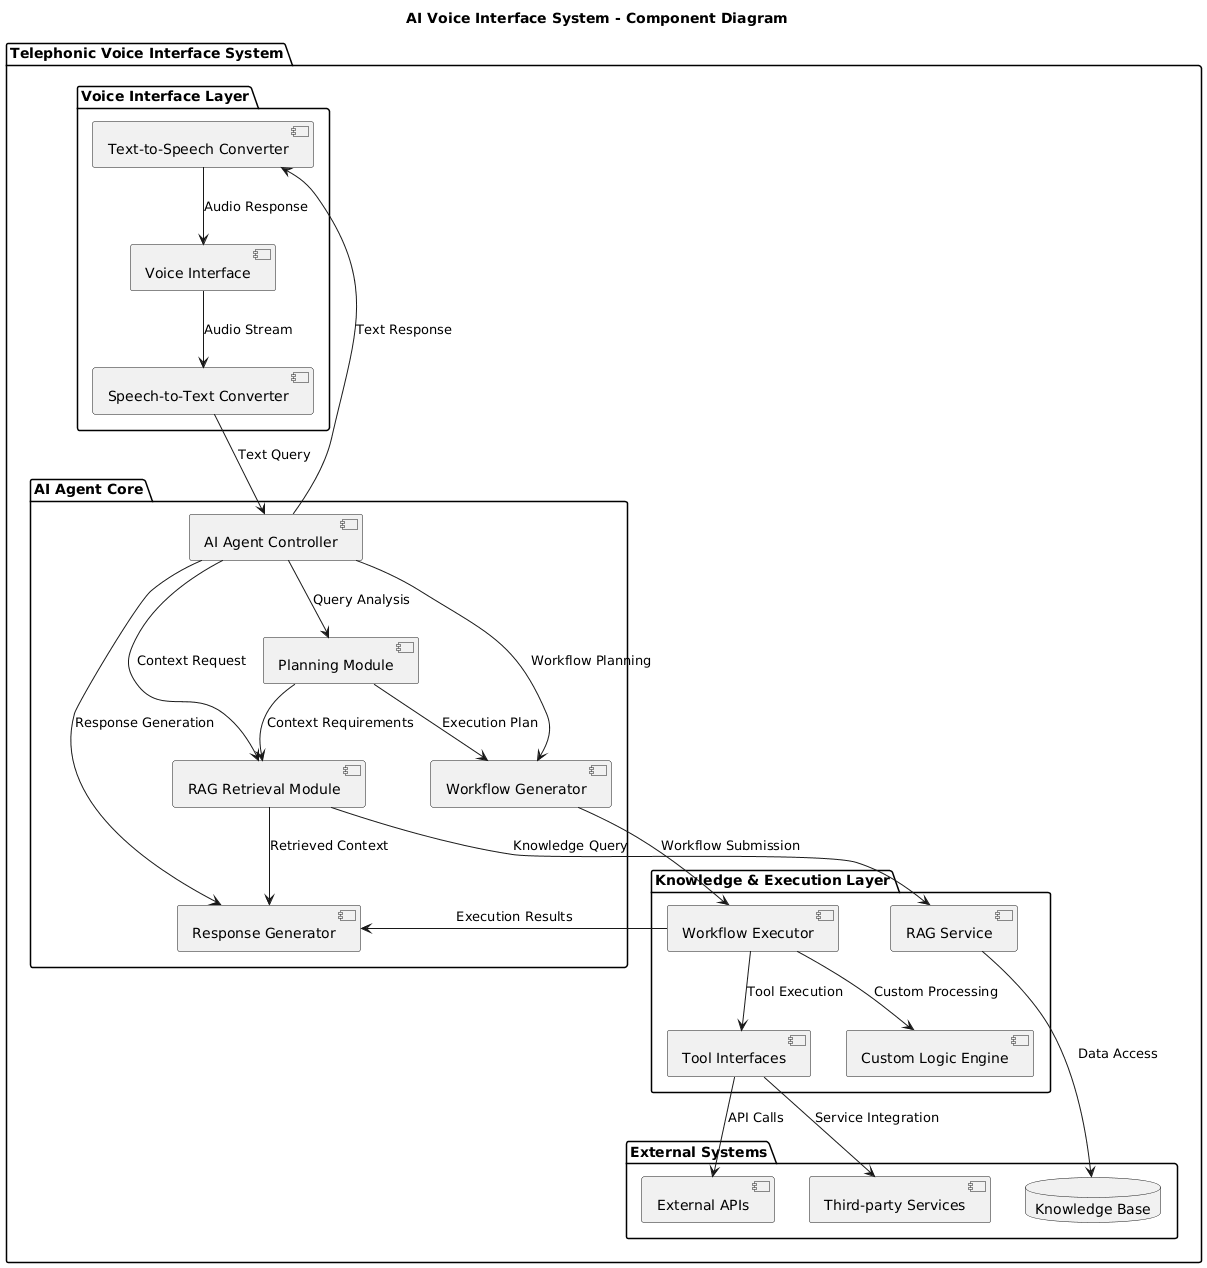 AI Voice Interface System - Component Diagram
Telephonic Voice Interface System
Voice Interface Layer
Text-to-Speech Converter
Audio Response
Voice Interface
Audio Stream
Text Response
Speech-to-Text Converter
Text Query
AI Agent Core
AI Agent Controller
Query Analysis
Context Request
Planning Module
Workflow Planning
Response Generation
Context Requirements
Execution Plan
RAG Retrieval Module
Workflow Generator
Retrieved Context
Knowledge Query
Workflow Submission
Knowledge & Execution Layer
Response Generator
Execution Results
Workflow Executor
RAG Service
Tool Execution
Custom Processing
Tool Interfaces
Custom Logic Engine
Data Access
API Calls
Service Integration
External Systems
External APIs
Third-party Services
Knowledge Base